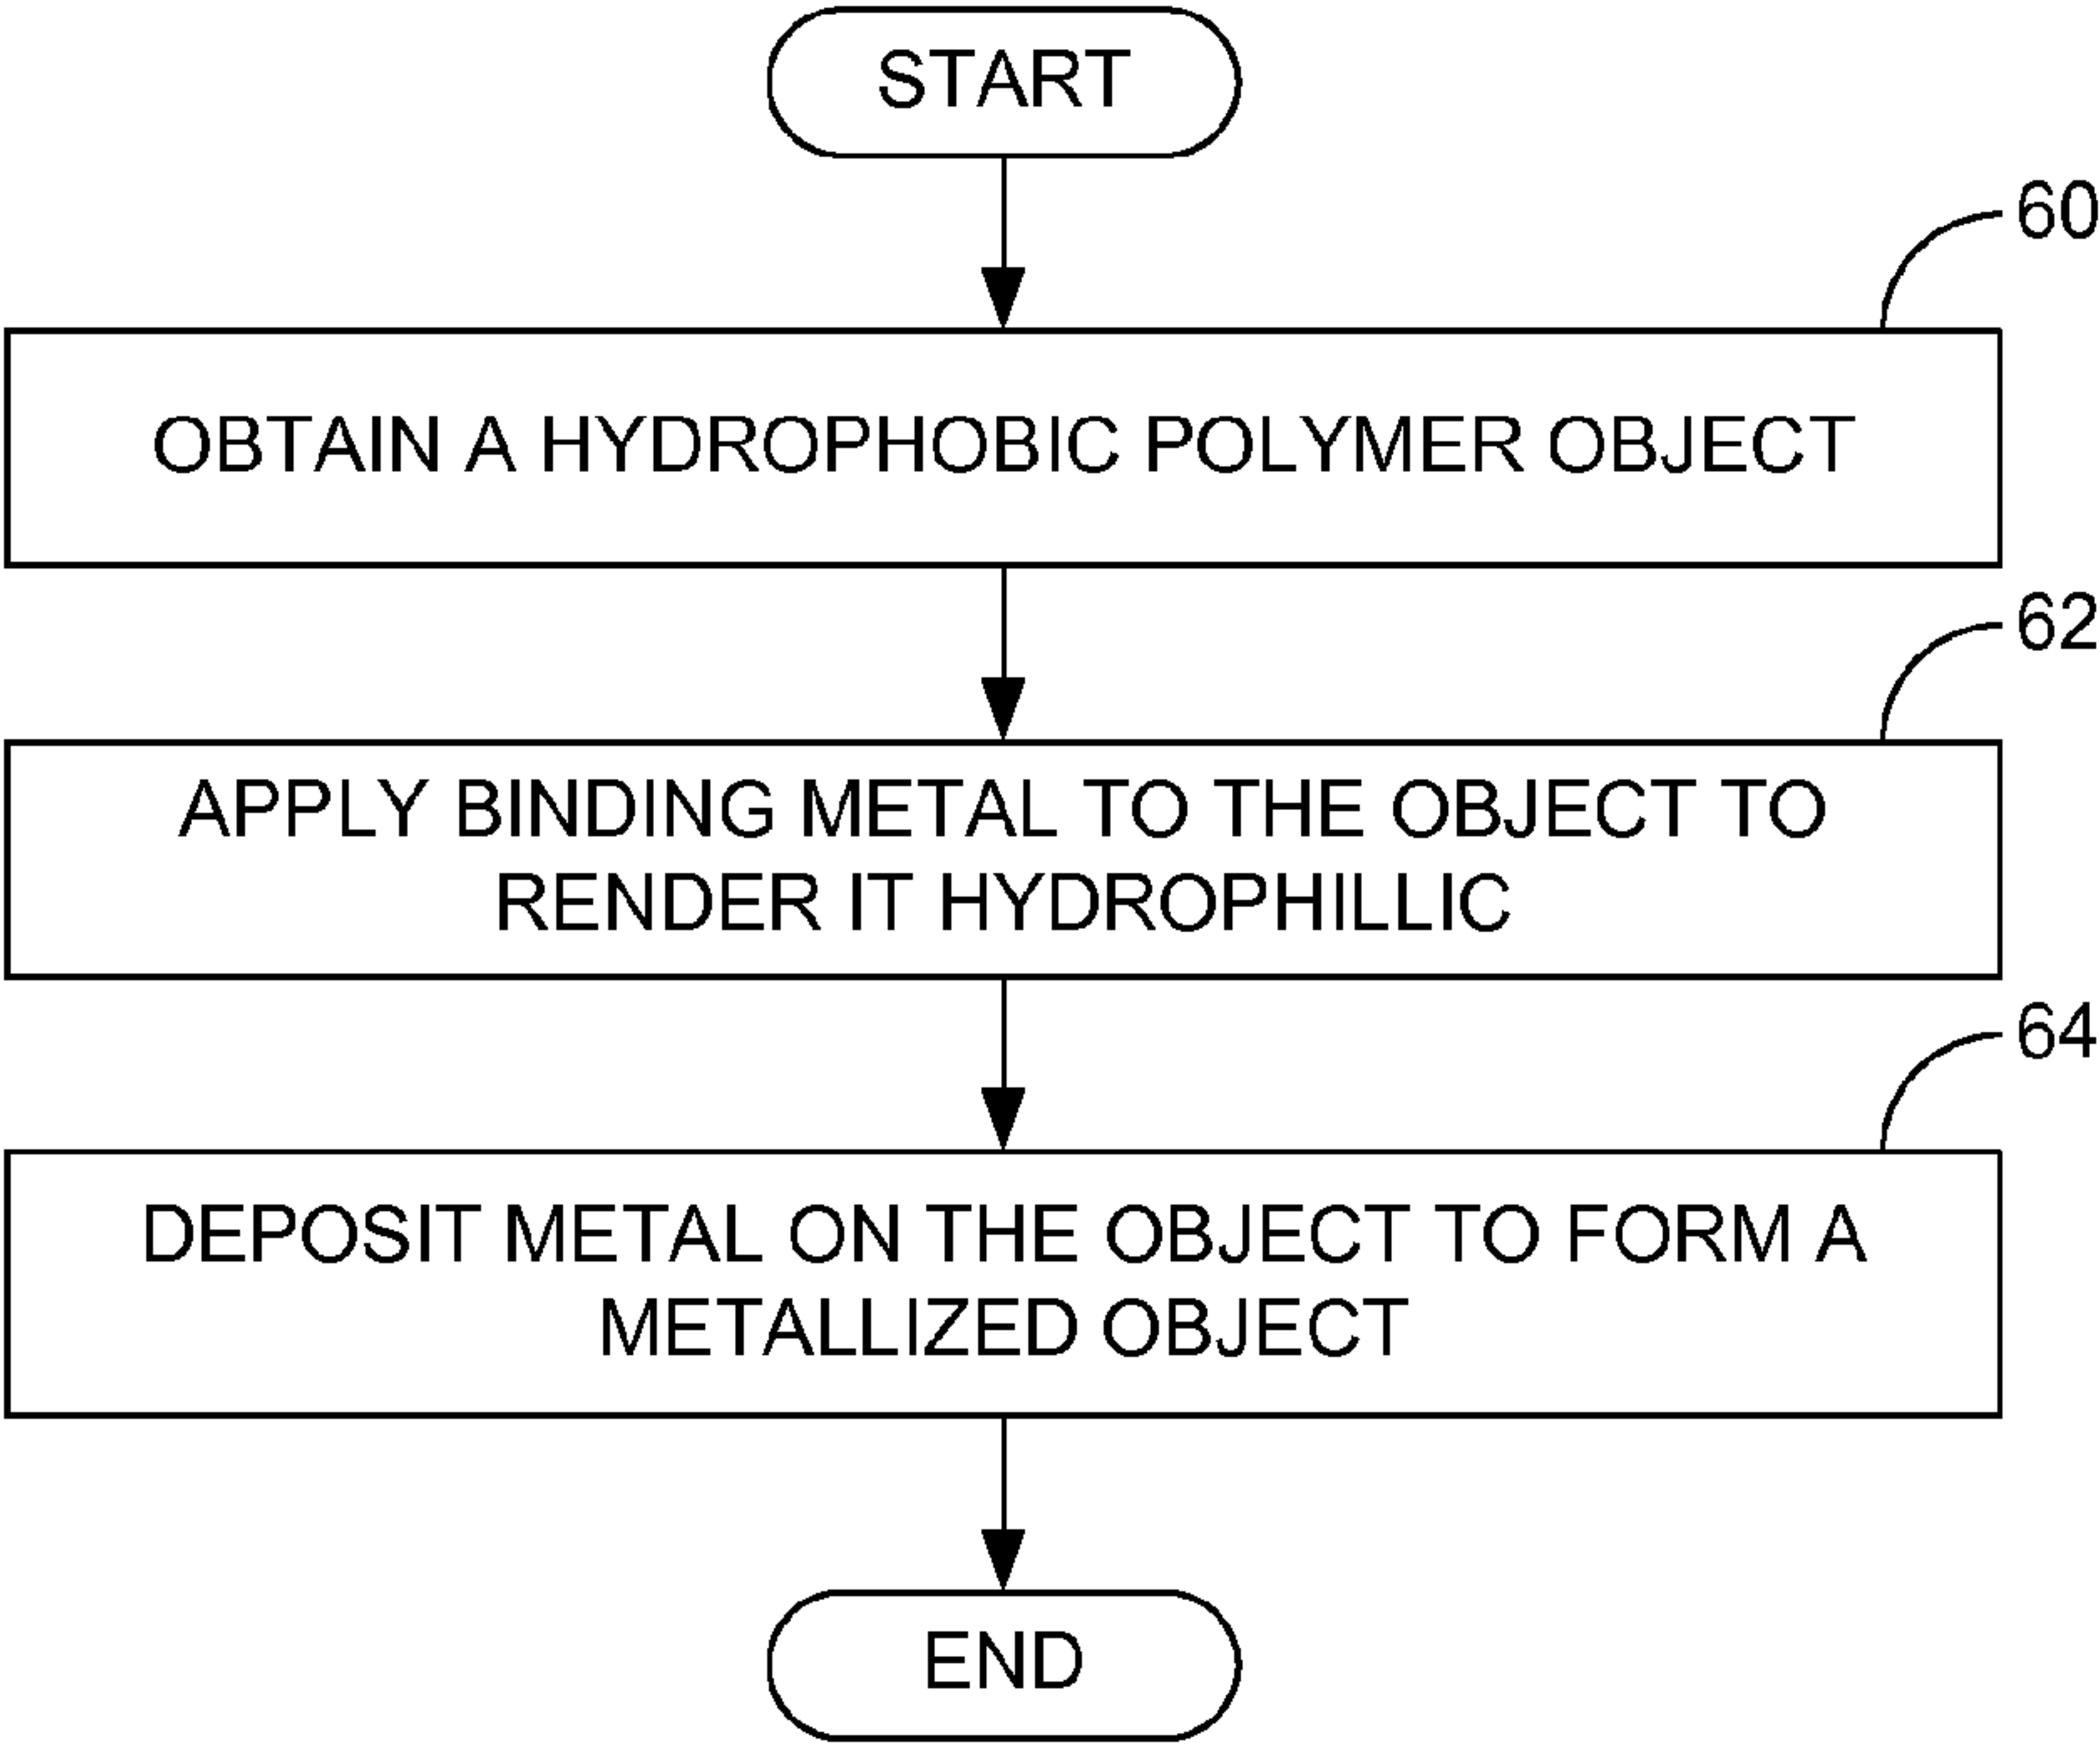 START
60
OBTAIN A HYDROPHOBIC POLYMER OBJECT
62
APPLY BINDING METAL TO THE OBJECT TO
RENDER IT HYDROPHILLIC
64
DEPOSIT METAL ON THE OBJECT TO FORM A
METALLIZED OBJECT
END